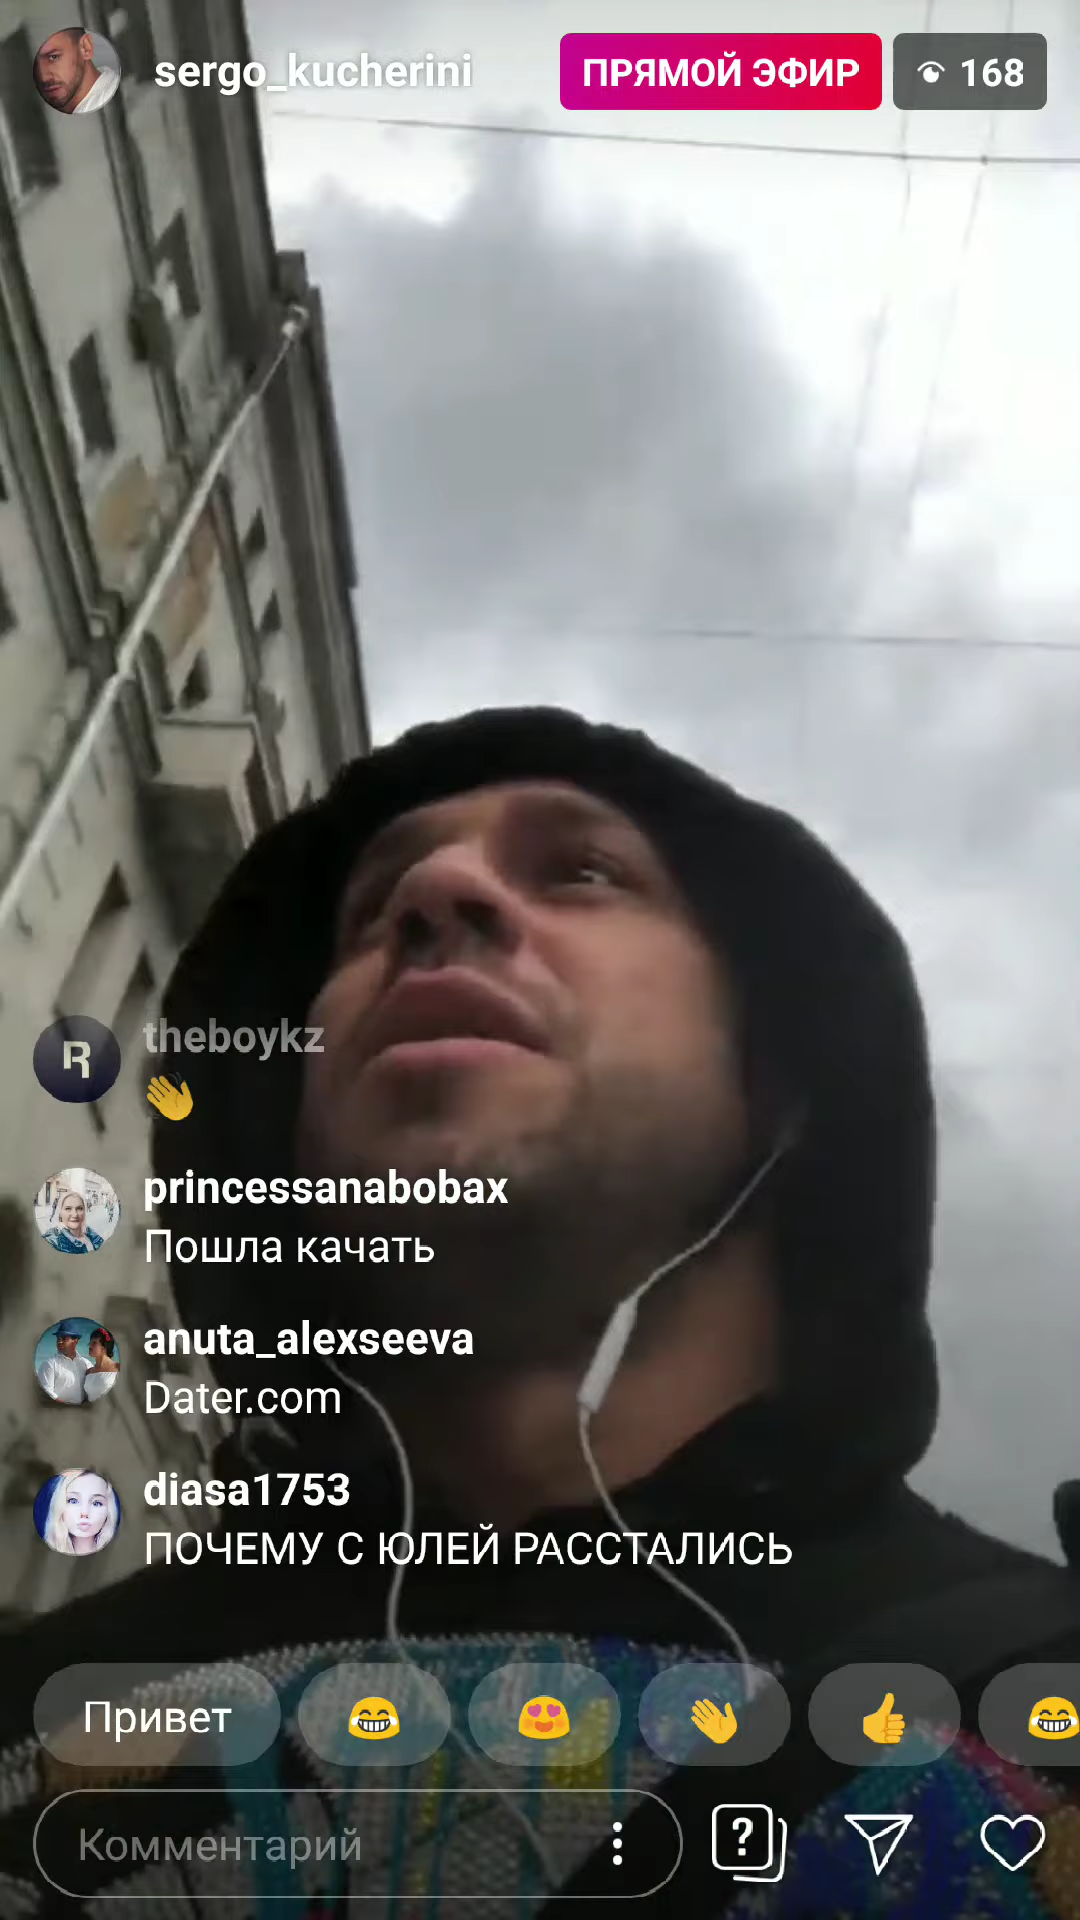 sergo_kucherini
ПРЯМОЙ ЭФИР
168
theboykz
👋
princessanabobax
Пошла качать
anuta_alexseeva
Dater.com
diasa1753
ПОЧЕМУ С ЮЛЕЙ РАССТАЛИСЬ
Привет 😂 😍 👋 👍 😂
Комментарий